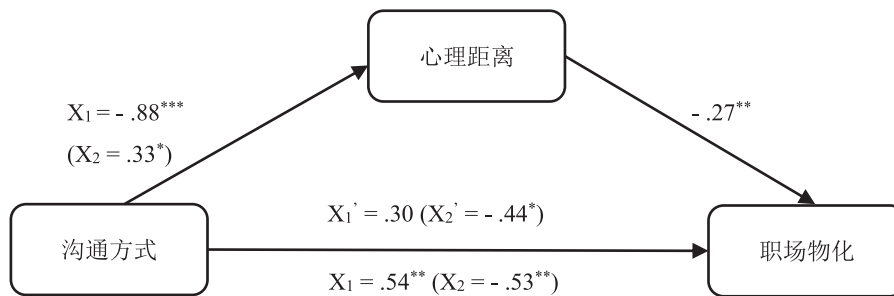 心理距离
X₁ = - .88***
(X₂ = .33*)
- .27**
X₁’ = .30 (X₂’ = - .44*)
沟通方式
职场物化
X₁ = .54** (X₂ = - .53**)